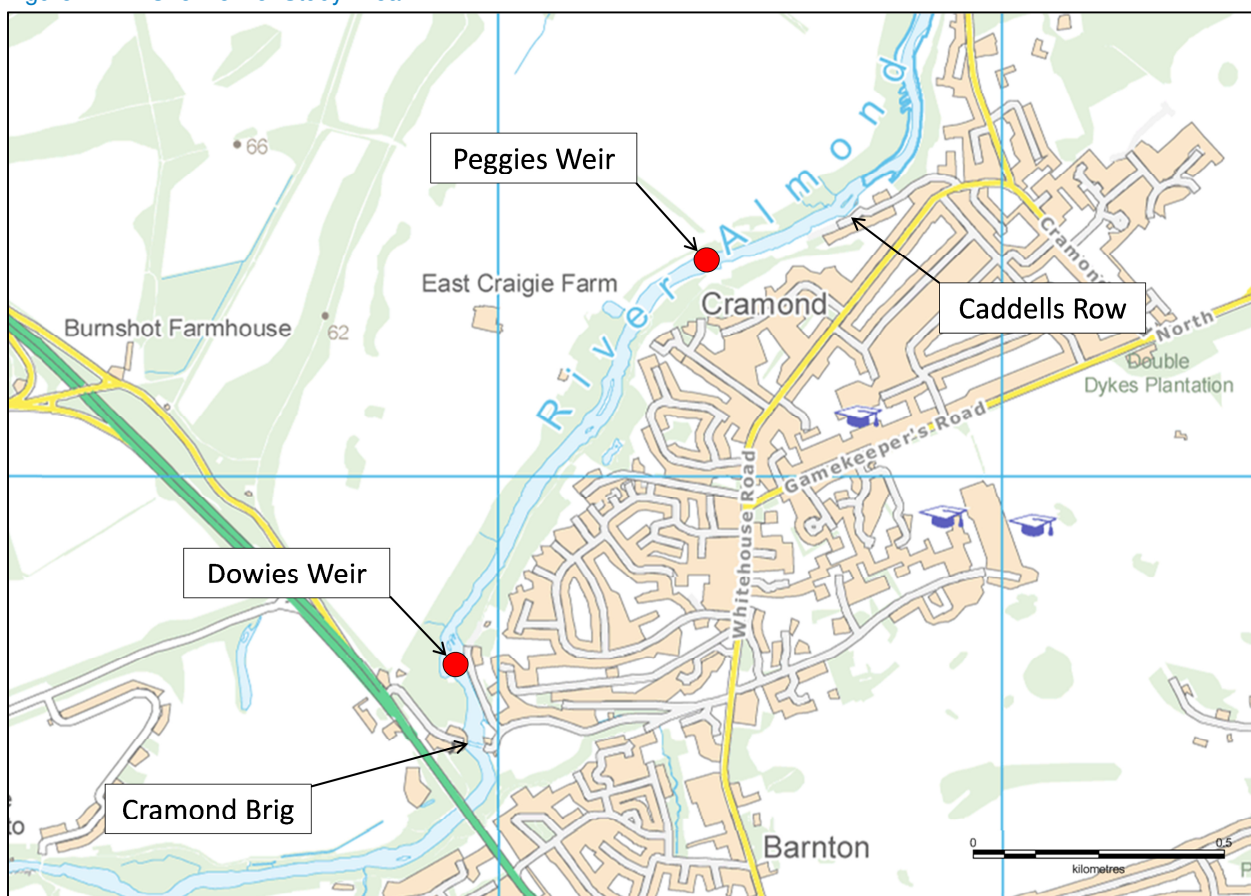 66
Peggies Weir
River Almond
East Craigie Farm
Cramond
Cramond
Caddells Row
Burnshot Farmhouse
62
North
Double
Dykes Plantation
Gamekeeper's Road
Whitehouse Road
Dowies Weir
Cramond Brig
to
Barnton
0
0.5
kilometres